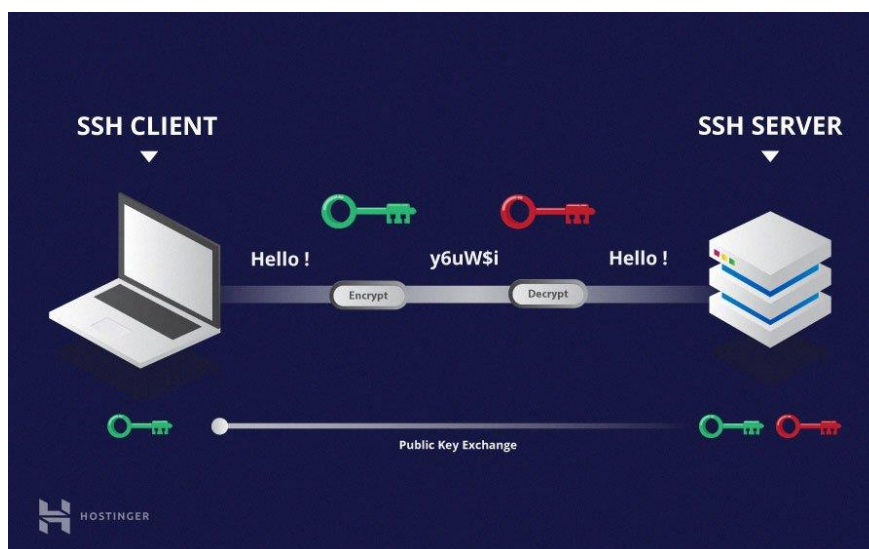 SSH CLIENT
SSH SERVER
Hello !
y6uW$i
Hello !
Encrypt
Decrypt
Public Key Exchange
HOSTINGER